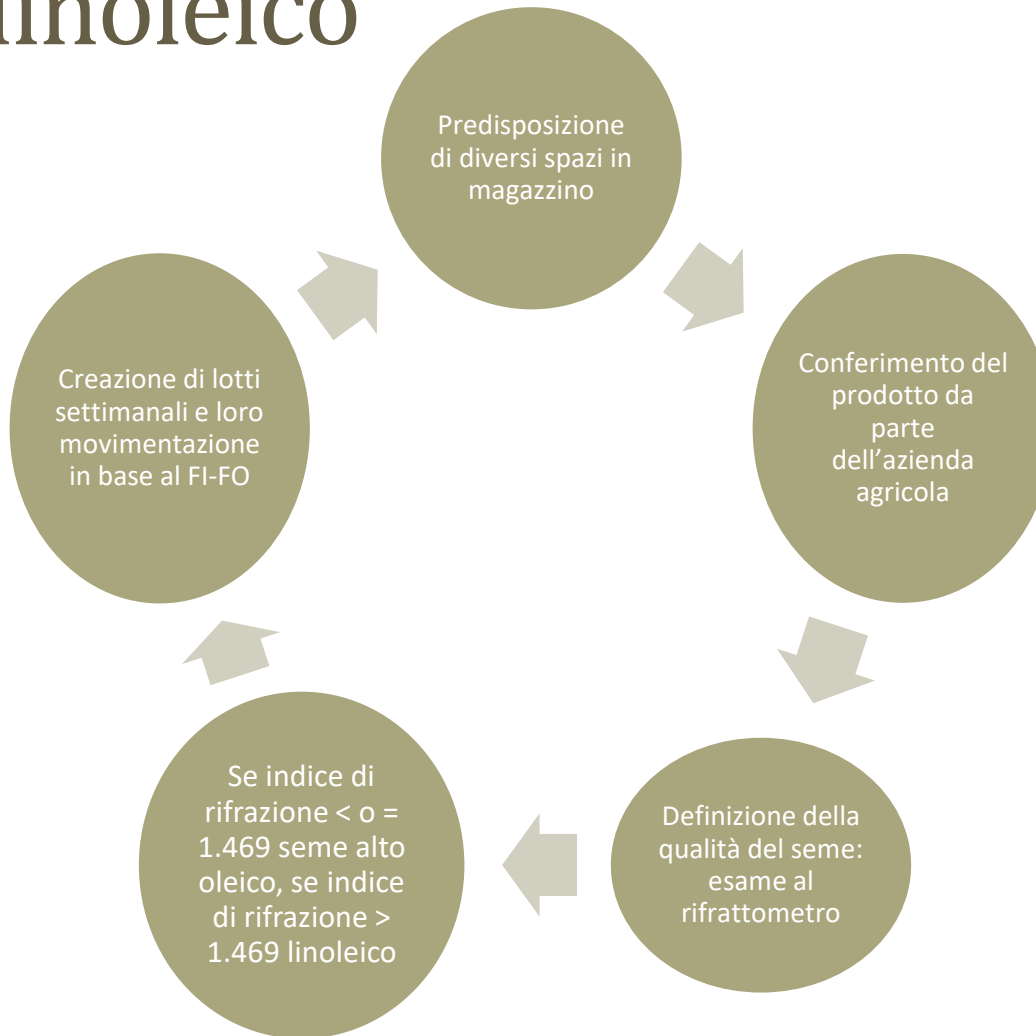 linoleico
Predisposizione
di diversi spazi in
magazzino
Conferimento del
prodotto da
parte
dell’azienda
agricola
Definizione della
qualità del seme:
esame al
rifrattometro
Se indice di
rifrazione < o =
1.469 seme alto
oleico, se indice
di rifrazione >
1.469 linoleico
Creazione di lotti
settimanali e loro
movimentazione
in base al FI-FO